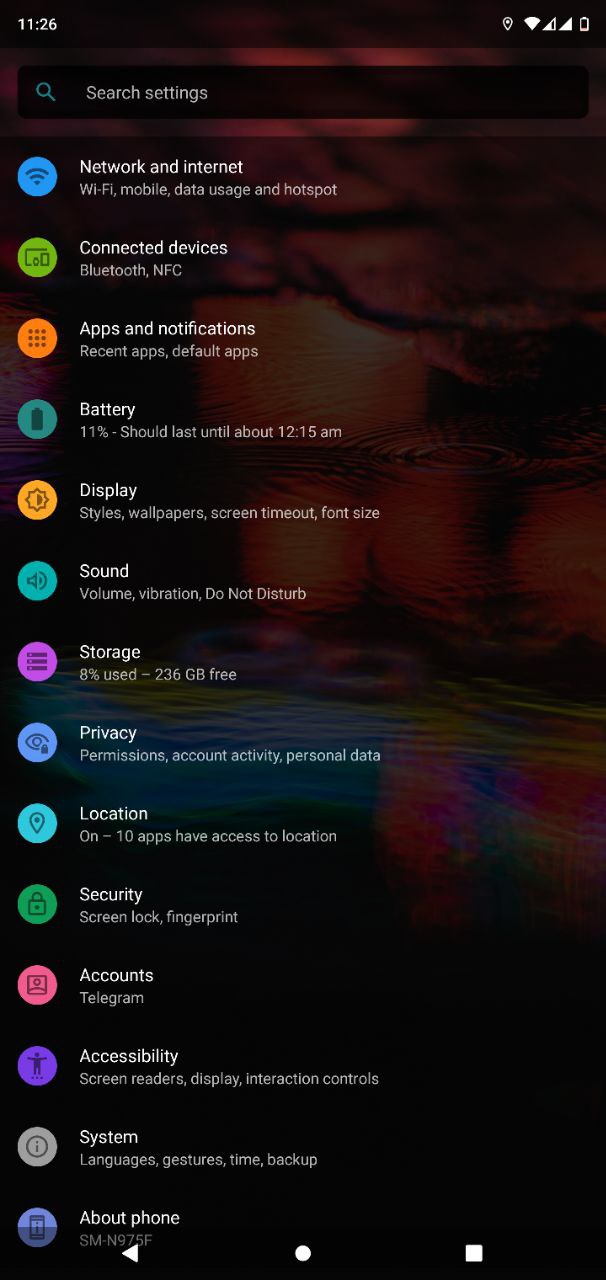 11:26
Search settings
Network and internet
Wi-Fi, mobile, data usage and hotspot
Connected devices
Bluetooth, NFC
Apps and notifications
Recent apps, default apps
Battery
11% - Should last until about 12:15 am
Display
Styles, wallpapers, screen timeout, font size
Sound
Volume, vibration, Do Not Disturb
Storage
8% used – 236 GB free
Privacy
Permissions, account activity, personal data
Location
On – 10 apps have access to location
Security
Screen lock, fingerprint
Accounts
Telegram
Accessibility
Screen readers, display, interaction controls
System
Languages, gestures, time, backup
About phone
SM-N975F